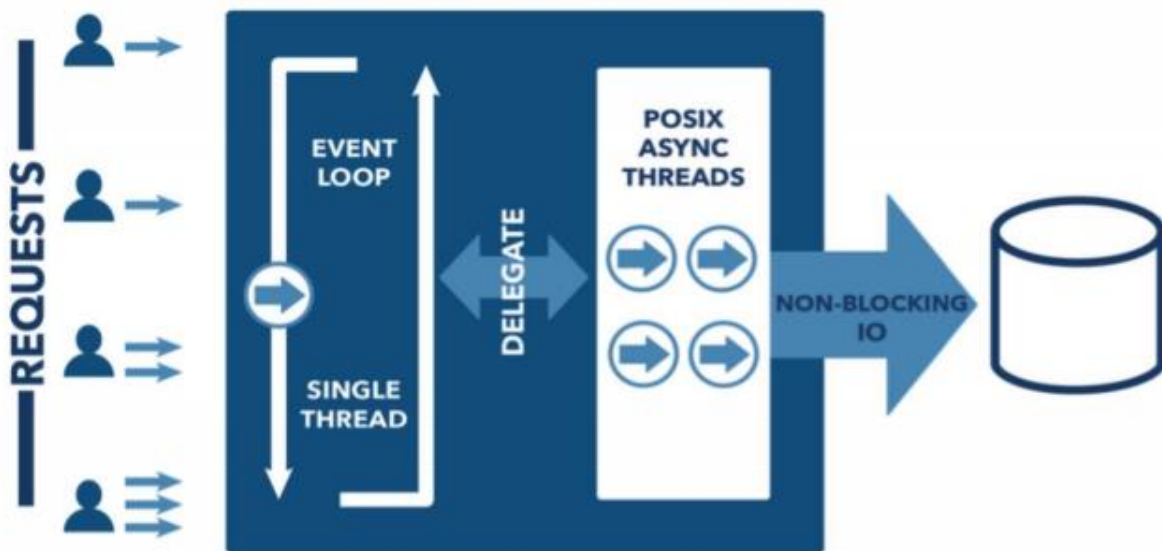 REQUESTS
EVENT
LOOP
SINGLE
THREAD
DELEGATE
POSIX
ASYNC
THREADS
NON-BLOCKING
IO